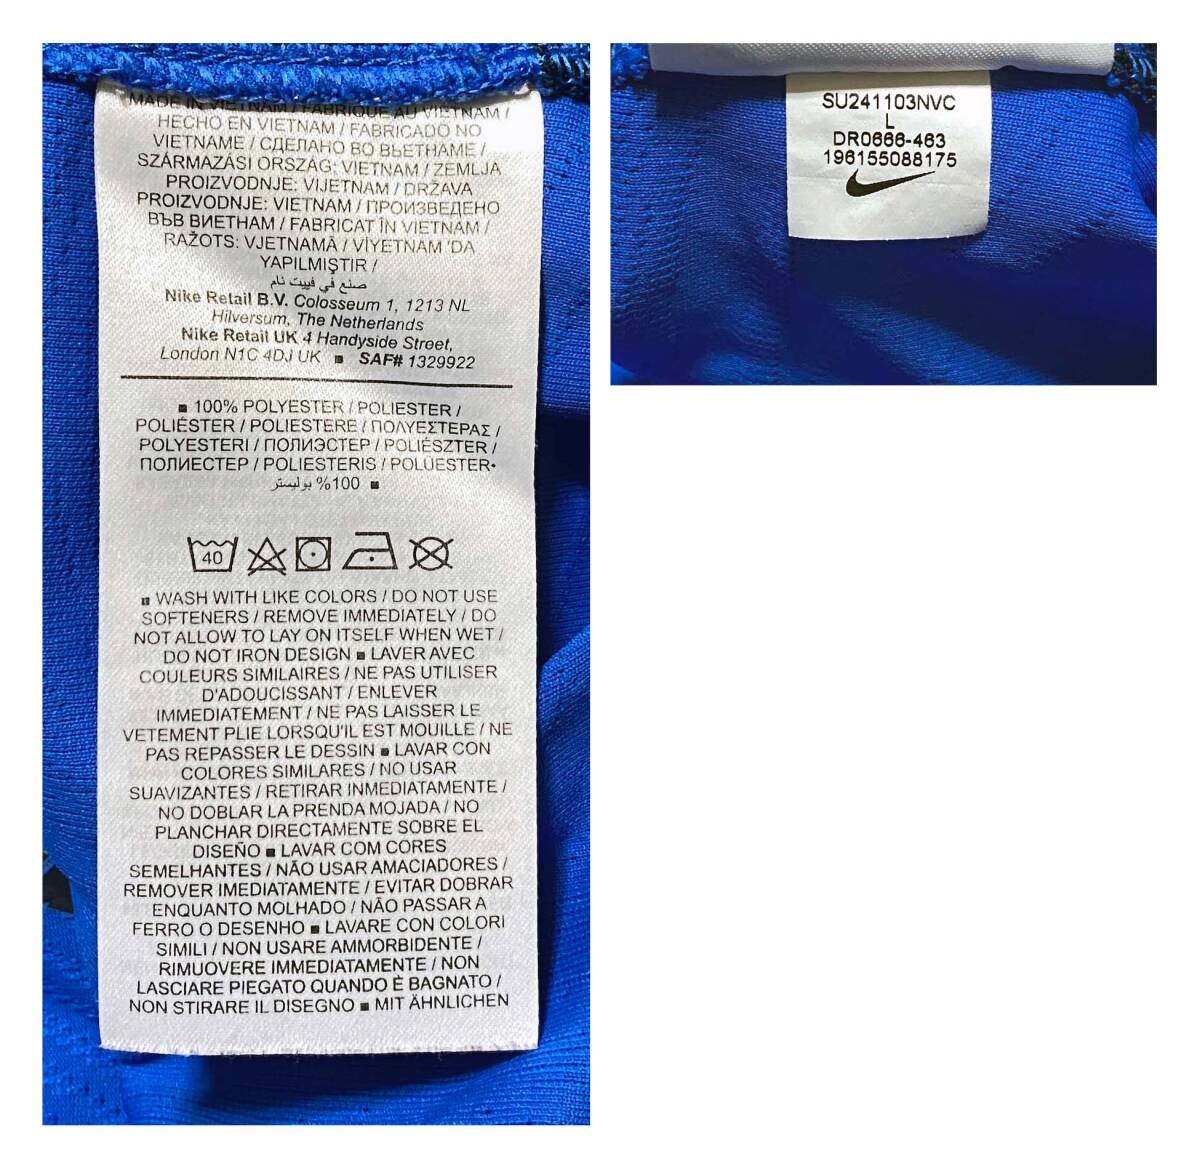 MADE IN VIETNAM / FABRIQUE AU VIETNAM /
HECHO EN VIETNAM / FABRICADO NO
VIETNAME / СДЕЛАНО ВО ВЬЕТНАМЕ /
SZÁRMAZÁSI ORSZÁG: VIETNAM / ZEMLJA
PROIZVODNJE: VIJETNAM / DRŽAVA
PROIZVODNJE: VIETNAM / ПРОИЗВЕДЕНО
ВЪВ ВИЕТНАМ / FABRICAT ÎN VIETNAM /
RAŽOTS: VJETNAMĀ / VİYETNAM 'DA
YAPILMIŞTIR /
صنع في فييت نام
Nike Retail B.V. Colosseum 1, 1213 NL
Hilversum, The Netherlands
Nike Retail UK 4 Handyside Street,
London N1C 4DJ UK ■ SAF# 1329922
■ 100% POLYESTER / POLIESTER /
POLIÉSTER / POLIESTERE / ΠΟΛΥΕΣΤΕΡΑΣ /
POLYESTERI / ПОЛИЭСТЕР / POLIÉSZTER /
ПОЛИЕСТЕР / POLIESTERIS / POLÜESTER•
100% بوليستر ■
40
■ WASH WITH LIKE COLORS / DO NOT USE
SOFTENERS / REMOVE IMMEDIATELY / DO
NOT ALLOW TO LAY ON ITSELF WHEN WET /
DO NOT IRON DESIGN ■ LAVER AVEC
COULEURS SIMILAIRES / NE PAS UTILISER
D'ADOUCISSANT / ENLEVER
IMMEDIATEMENT / NE PAS LAISSER LE
VETEMENT PLIE LORSQU'IL EST MOUILLE / NE
PAS REPASSER LE DESSIN ■ LAVAR CON
COLORES SIMILARES / NO USAR
SUAVIZANTES / RETIRAR INMEDIATAMENTE /
NO DOBLAR LA PRENDA MOJADA / NO
PLANCHAR DIRECTAMENTE SOBRE EL
DISEÑO ■ LAVAR COM CORES
SEMELHANTES / NÃO USAR AMACIADORES /
REMOVER IMEDIATAMENTE / EVITAR DOBRAR
ENQUANTO MOLHADO / NÃO PASSAR A
FERRO O DESENHO ■ LAVARE CON COLORI
SIMILI / NON USARE AMMORBIDENTE /
RIMUOVERE IMMEDIATAMENTE / NON
LASCIARE PIEGATO QUANDO È BAGNATO /
NON STIRARE IL DISEGNO ■ MIT ÄHNLICHEN
SU241103NVC
L
DR0666-463
196155088175